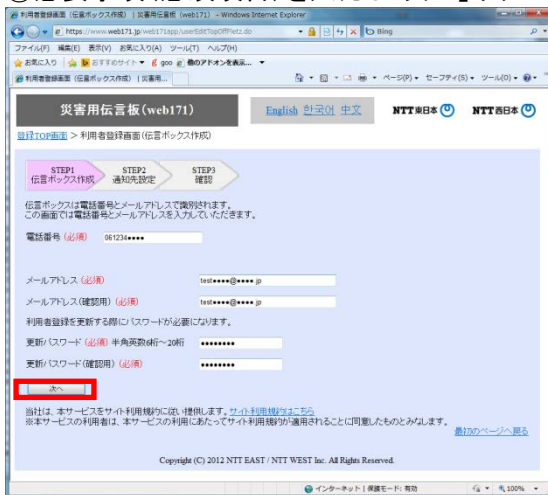 利用者登録画面（伝言ボックス作成）｜災害用伝言板（web171） - Windows Internet Explorer
https://www.web171.jp/web171app/userEditTopOffFletz.do
Bing
ファイル(F) 編集(E) 表示(V) お気に入り(A) ツール(T) ヘルプ(H)
お気に入り おすすめサイト goo 他のアドオンを表示...
利用者登録画面（伝言ボックス作成）｜災害用... ページ(P) セーフティ(S) ツール(O)
災害用伝言板(web171) English 한국어 中文 NTT東日本 NTT西日本
登録TOP画面 > 利用者登録画面(伝言ボックス作成)
STEP1 STEP2 STEP3
伝言ボックス作成 通知先設定 確認
伝言ボックスは電話番号とメールアドレスで識別されます。
この画面では電話番号とメールアドレスを入力していただきます。
電話番号 (必須) 061234●●●●
メールアドレス (必須) test●●●●@●●●●.jp
メールアドレス(確認用) (必須) test●●●●@●●●●.jp
利用者登録を更新する際にパスワードが必要になります。
更新パスワード (必須) 半角英数6桁～20桁 ●●●●●●●●
更新パスワード(確認用) (必須) ●●●●●●●●
次へ
当社は、本サービスをサイト利用規約に従い提供します。サイト利用規約はこちら
※本サービスの利用者は、本サービスの利用にあたってサイト利用規約が適用されることに同意したものとみなします。
最初のページへ戻る
Copyright (C) 2012 NTT EAST / NTT WEST Inc. All Rights Reserved.
インターネット | 保護モード: 有効 100%